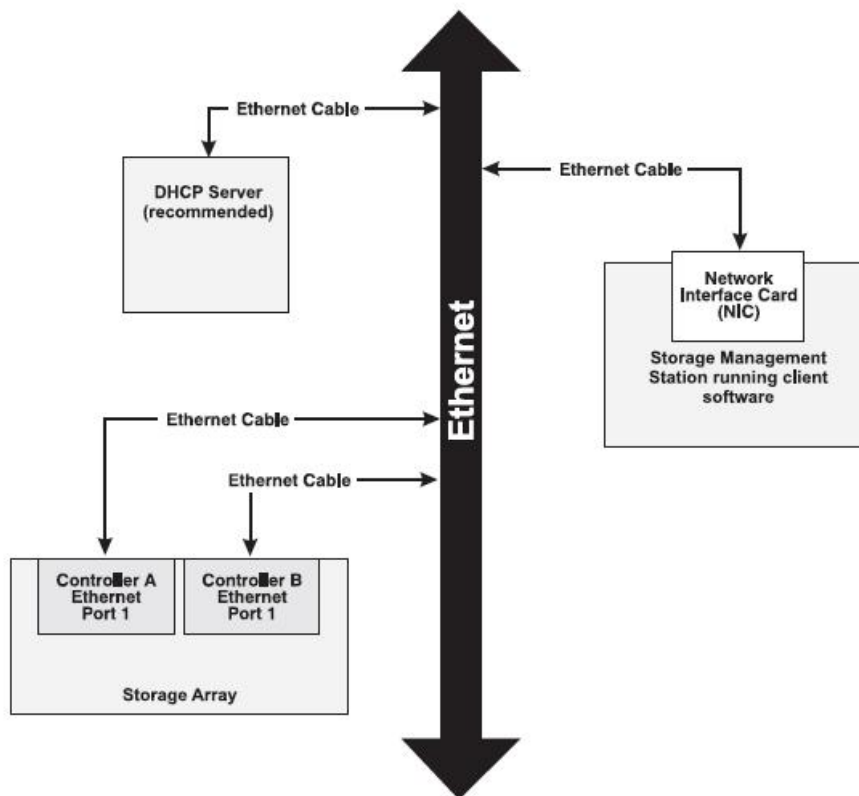 Ethernet Cable
DHCP Server
(recommended)
Ethernet Cable
Network
Interface Card
(NIC)
Storage Management
Station running client
software
Ethernet
Ethernet Cable
Ethernet Cable
Controller A
Ethernet
Port 1
Controller B
Ethernet
Port 1
Storage Array